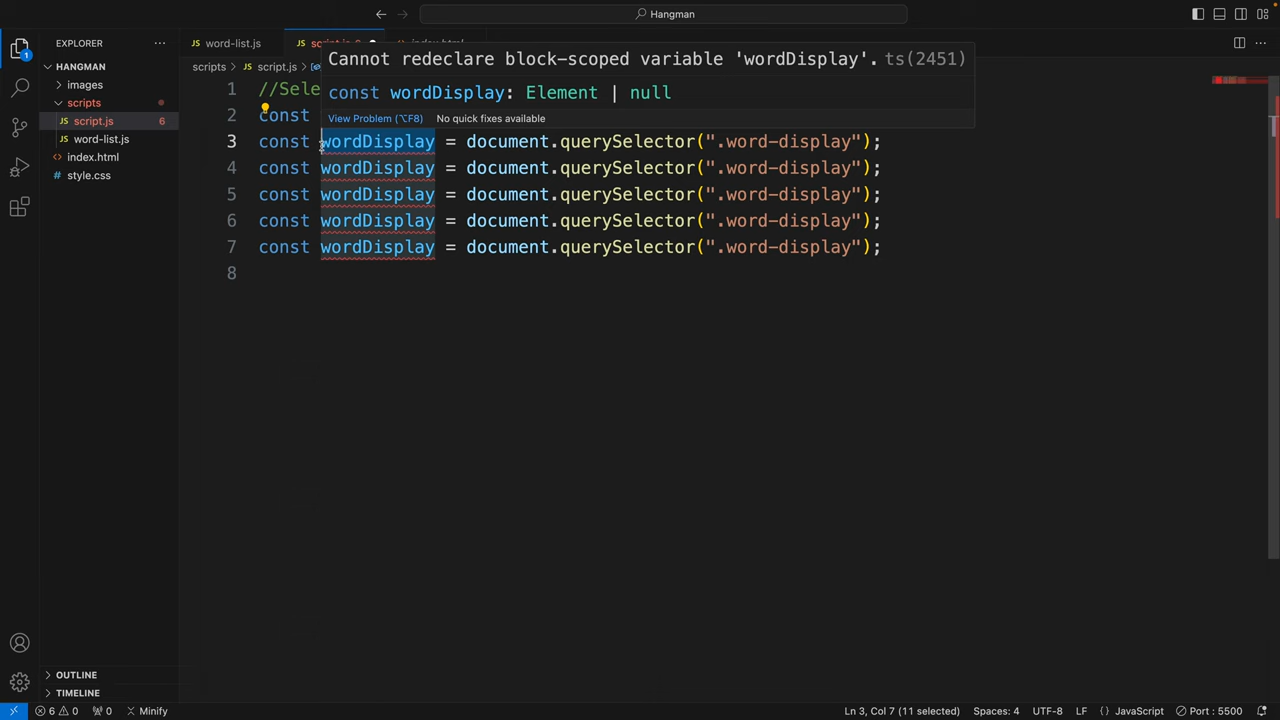 Hangman
EXPLORER
HANGMAN
images
scripts
JS script.js 6
JS word-list.js
index.html
style.css
OUTLINE
TIMELINE
JS word-list.js
scripts > JS script.js >
Cannot redeclare block-scoped variable 'wordDisplay'. ts(2451)
const wordDisplay: Element | null
View Problem (⌥F8) No quick fixes available
1 //Sele
2 const
3 const wordDisplay = document.querySelector(".word-display");
4 const wordDisplay = document.querySelector(".word-display");
5 const wordDisplay = document.querySelector(".word-display");
6 const wordDisplay = document.querySelector(".word-display");
7 const wordDisplay = document.querySelector(".word-display");
8
1
6 0 0 Minify
Ln 3, Col 7 (11 selected) Spaces: 4 UTF-8 LF {} JavaScript Port : 5500